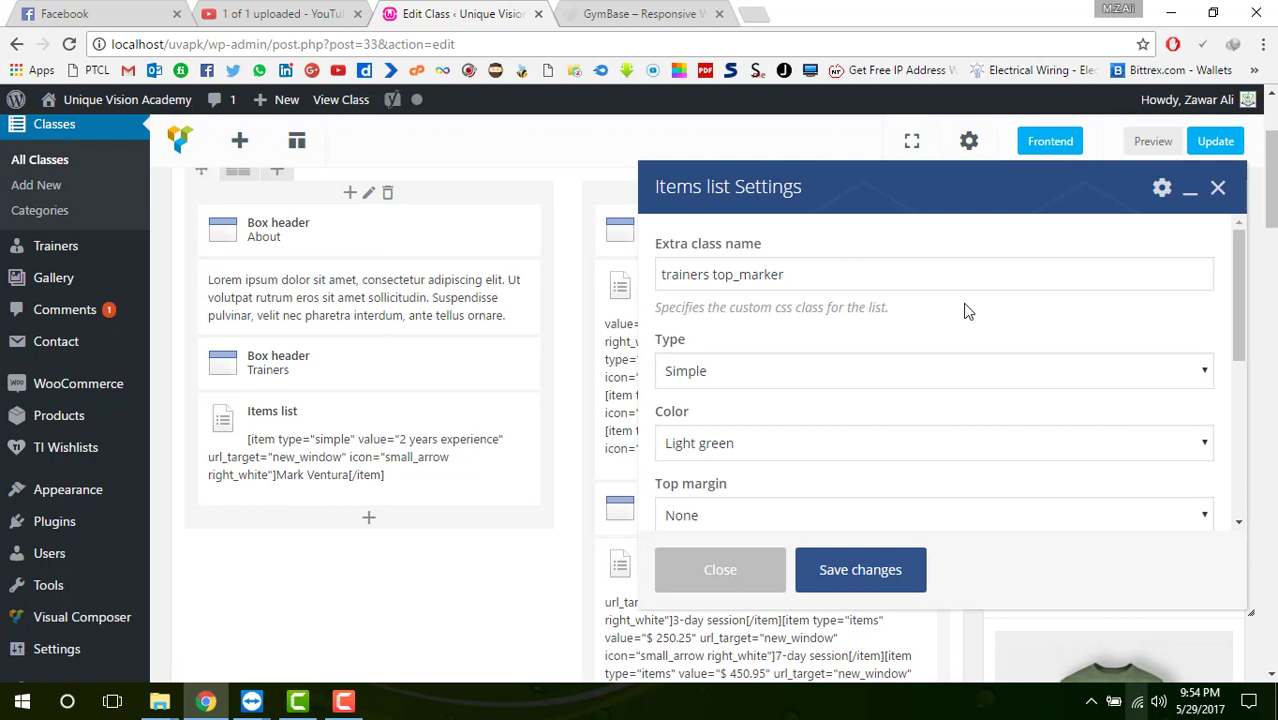 M.Z.Ali
Facebook
1 of 1 uploaded - YouTu
Edit Class ‹ Unique Vision
GymBase – Responsive W
localhost/uvapk/wp-admin/post.php?post=33&action=edit
Apps
PTCL
Get Free IP Address
Electrical Wiring - Ele
Bittrex.com - Wallets
Unique Vision Academy
1
New
View Class
Howdy, Zawar Ali
Classes
All Classes
Add New
Categories
Trainers
Gallery
Comments 1
Contact
WooCommerce
Products
TI Wishlists
Appearance
Plugins
Users
Tools
Visual Composer
Settings
Frontend
Preview
Update
Box header
About
Lorem ipsum dolor sit amet, consectetur adipiscing elit. Ut
volutpat rutrum eros sit amet sollicitudin. Suspendisse
pulvinar, velit nec pharetra interdum, ante tellus ornare.
Box header
Trainers
Items list
[item type="simple" value="2 years experience"
url_target="new_window" icon="small_arrow
right_white"]Mark Ventura[/item]
value=
right_w
type="
icon="
[item t
icon="
[item t
icon="
url_tar
right_white"]3-day session[/item][item type="items"
value="$ 250.25" url_target="new_window"
icon="small_arrow right_white"]7-day session[/item][item
type="items" value="$ 450.95" url_target="new_window"
Items list Settings
Extra class name
trainers top_marker
Specifies the custom css class for the list.
Type
Simple
Color
Light green
Top margin
None
Close
Save changes
9:54 PM
5/29/2017